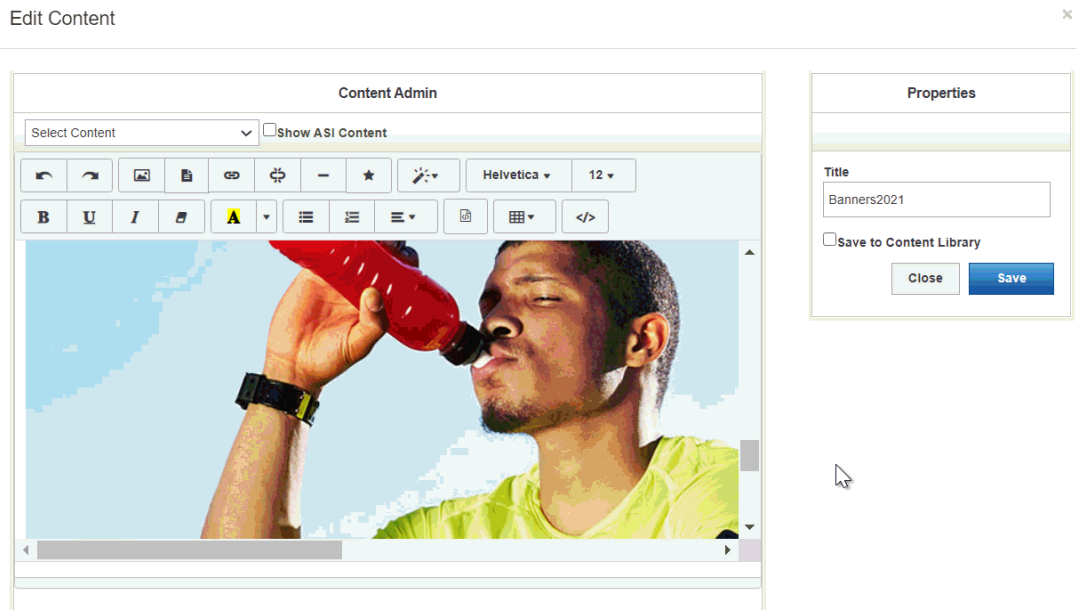 Edit Content
Content Admin
Select Content
Show ASI Content
Helvetica
12
B U I A
</>
Properties
Title
Banners2021
Save to Content Library
Close
Save